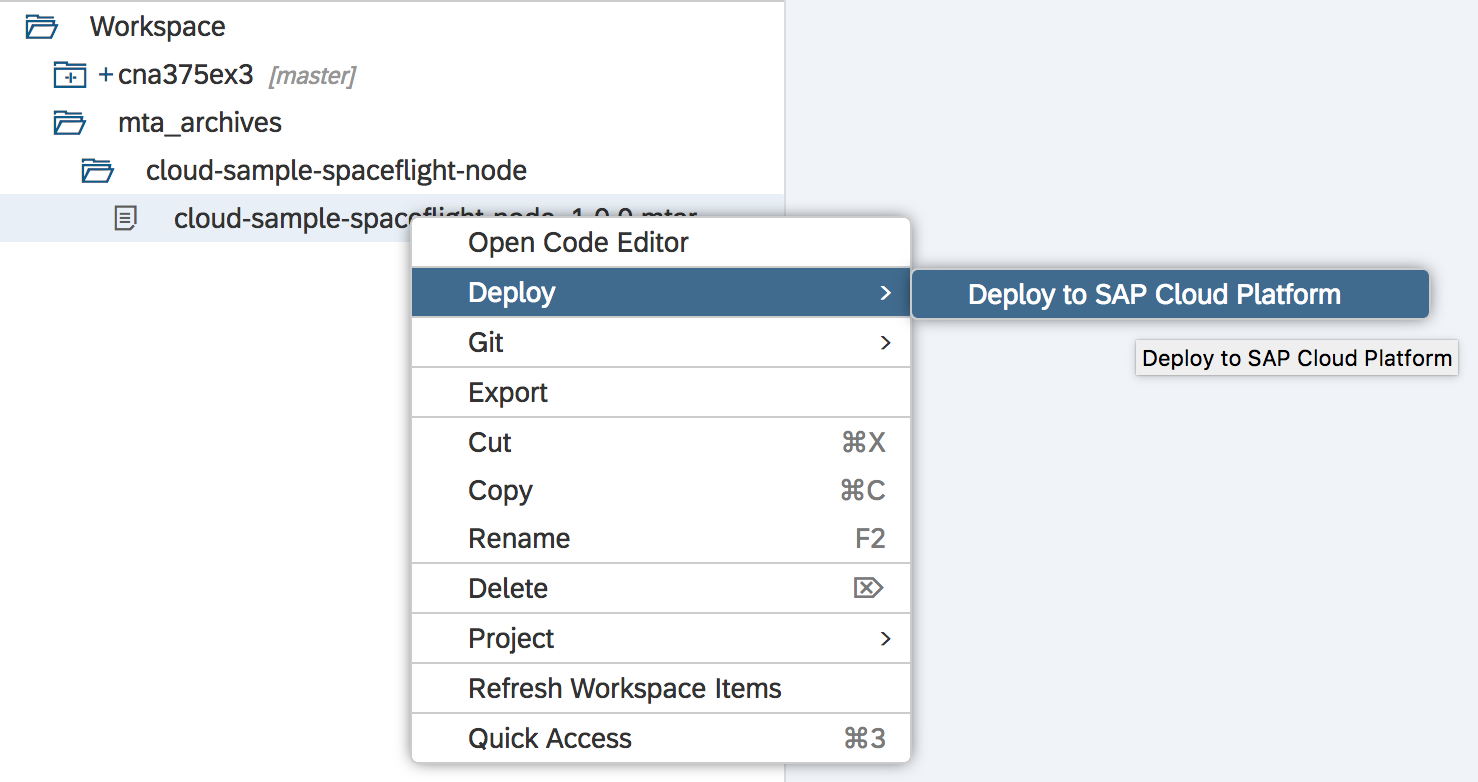 Workspace
+ cna375ex3 [master]
mta_archives
cloud-sample-spaceflight-node
cloud-sample-spaceflight-node_1.0.0.mtar
Open Code Editor
Deploy >
Deploy to SAP Cloud Platform
Git >
Deploy to SAP Cloud Platform
Export
Cut ⌘X
Copy ⌘C
Rename F2
Delete ⌦
Project >
Refresh Workspace Items
Quick Access ⌘3